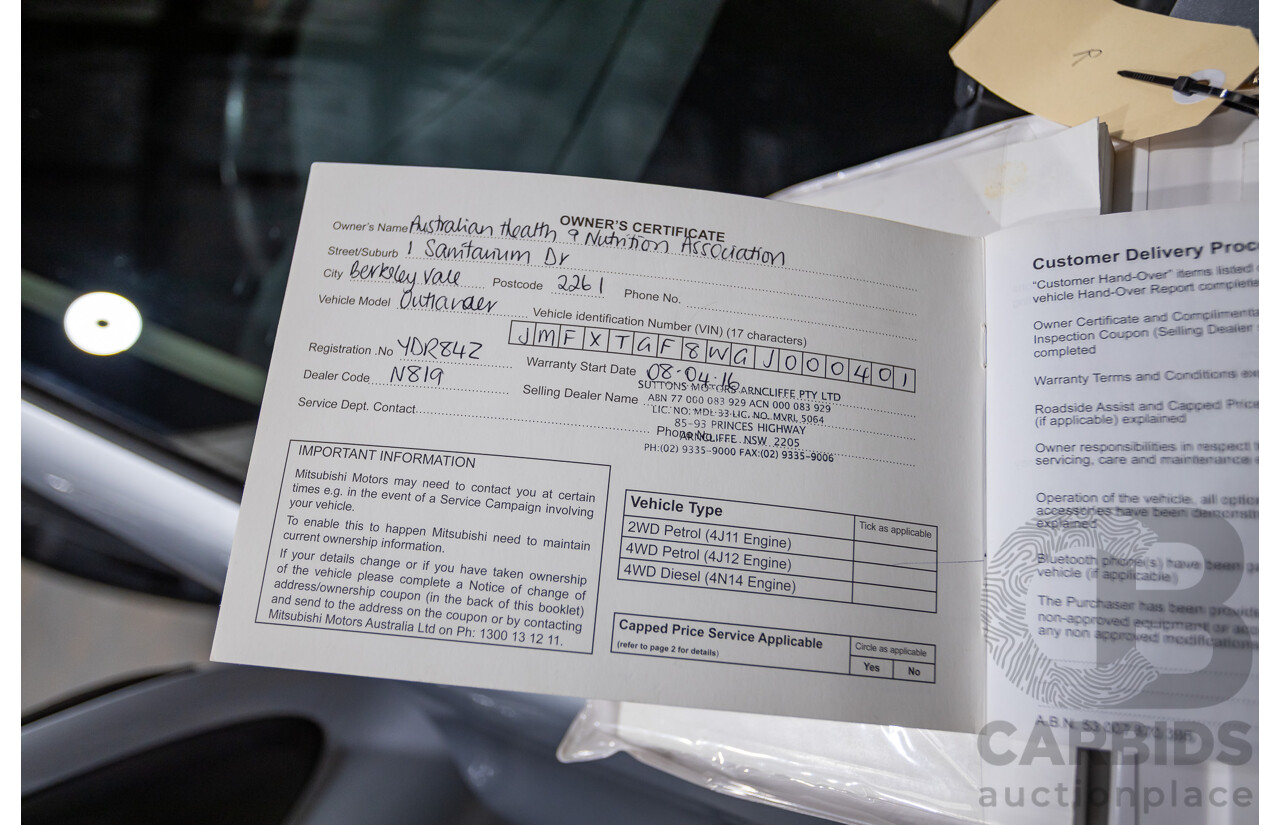 R
OWNER'S CERTIFICATE
Owner's Name Australian Health & Nutrition Association
Street/Suburb 1 Sanitarium Dr
City Berkeley Vale Postcode 2261 Phone No.
Vehicle Model Outlander
Vehicle identification Number (VIN) (17 characters)
JMFXTGF8WGJ000401
Registration .No YDR84Z
Warranty Start Date 08.04.16
Dealer Code N819
Selling Dealer Name
SUTTONS MOTORS ARNCLIFFE PTY LTD
ABN 77 000 083 929 ACN 000 083 929
LIC. NO. MDL 93 LIC. NO. MVRL 5064
85-93 PRINCES HIGHWAY
ARNCLIFFE NSW 2205
PH:(02) 9335-9000 FAX:(02) 9335-9006
Service Dept. Contact
Phone No.
IMPORTANT INFORMATION
Mitsubishi Motors may need to contact you at certain
times e.g. in the event of a Service Campaign involving
your vehicle.
To enable this to happen Mitsubishi need to maintain
current ownership information.
If your details change or if you have taken ownership
of the vehicle please complete a Notice of change of
address/ownership coupon (in the back of this booklet)
and send to the address on the coupon or by contacting
Mitsubishi Motors Australia Ltd on Ph: 1300 13 12 11.
Vehicle Type Tick as applicable
2WD Petrol (4J11 Engine)
4WD Petrol (4J12 Engine)
4WD Diesel (4N14 Engine)
Capped Price Service Applicable
(refer to page 2 for details)
Circle as applicable
Yes No
Customer Delivery Proc
"Customer Hand-Over" items listed
vehicle Hand-Over Report complete
Owner Certificate and Complimenta
Inspection Coupon (Selling Dealer
completed
Warranty Terms and Conditions ex
Roadside Assist and Capped Price
(if applicable) explained
Owner responsibilities in respect
servicing, care and maintenance
Operation of the vehicle, all optio
accessories have been demonst
explained
Bluetooth phone(s) have been
vehicle (if applicable)
The Purchaser has been provid
non-approved equipment or
any non approved modifications
A.B.N. 53 007
CARBIDS
auctionplace